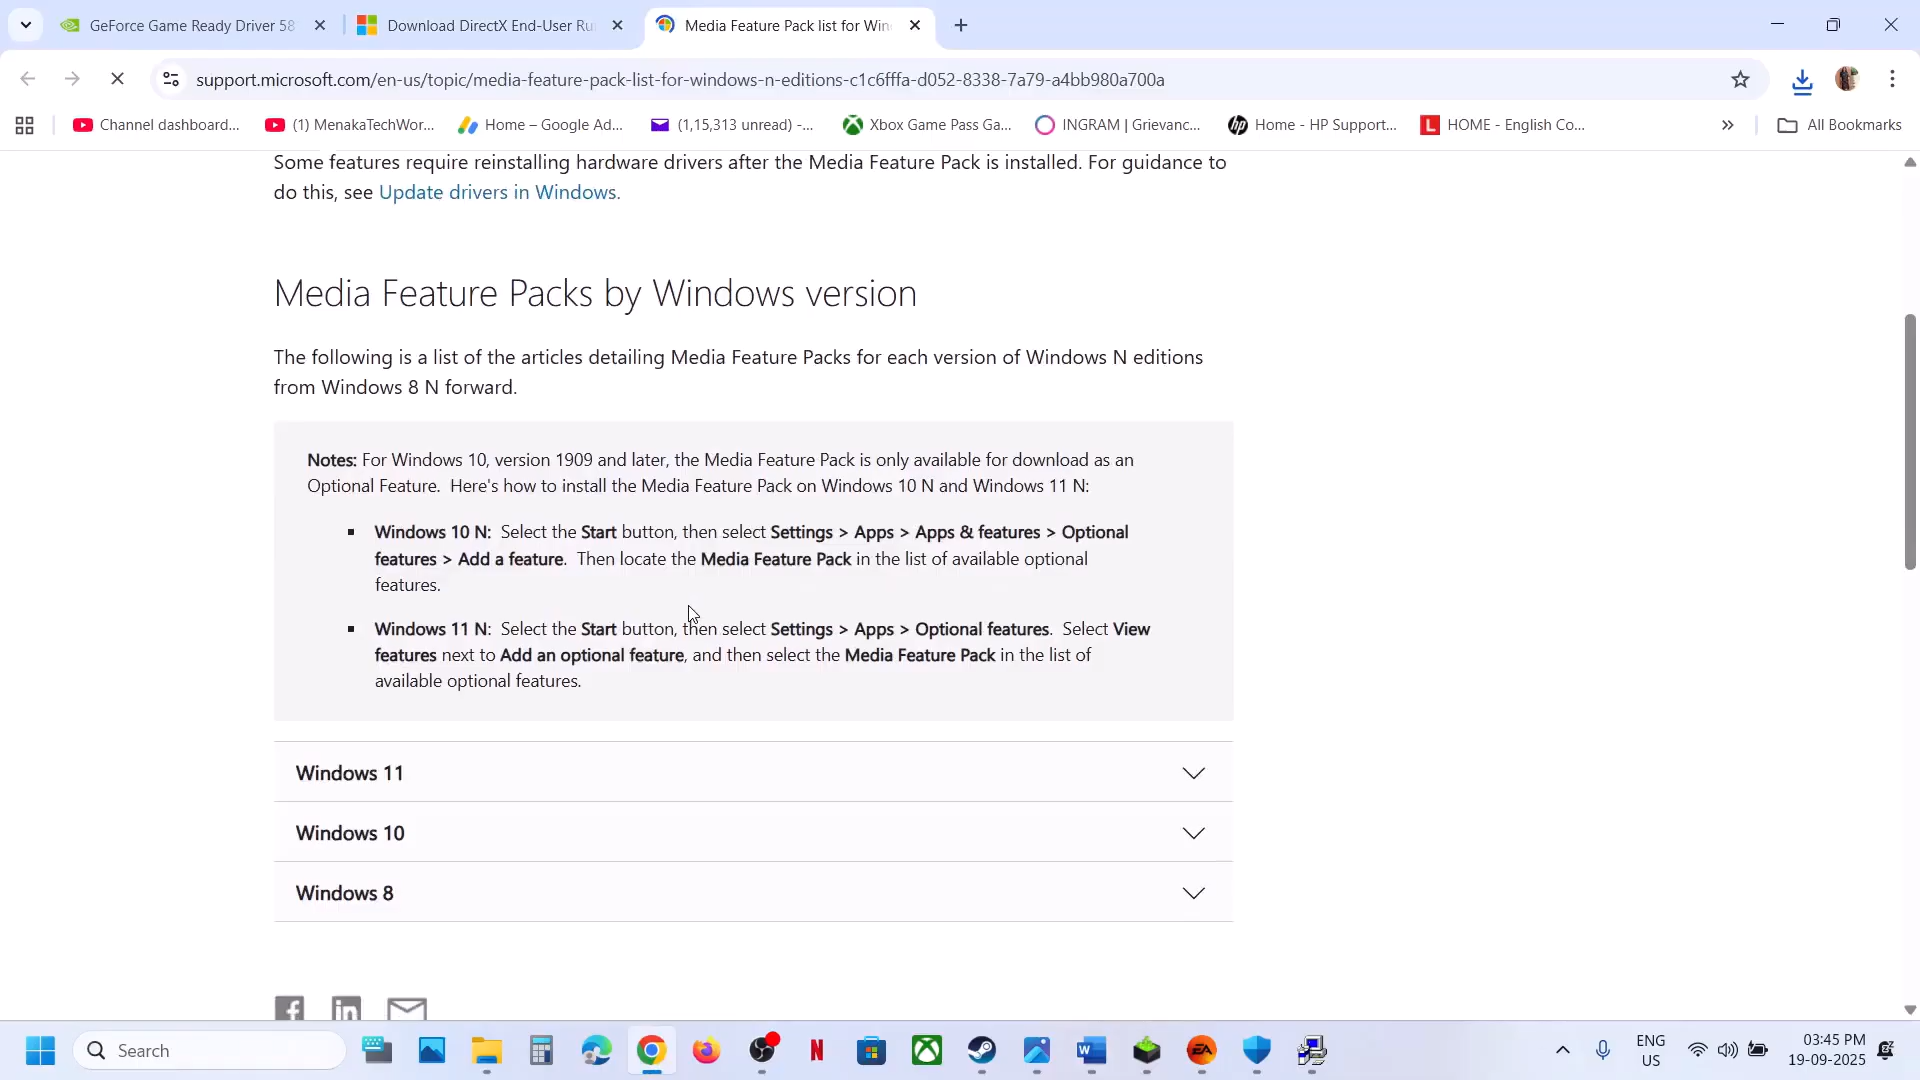 GeForce Game Ready Driver 58
Download DirectX End-User Ru
Media Feature Pack list for Win
support.microsoft.com/en-us/topic/media-feature-pack-list-for-windows-n-editions-c1c6fffa-d052-8338-7a79-a4bb980a700a
Channel dashboard...
(1) MenakaTechWor...
Home – Google Ad...
(1,15,313 unread) -...
Xbox Game Pass Ga...
INGRAM | Grievanc...
Home - HP Support...
HOME - English Co...
All Bookmarks
Some features require reinstalling hardware drivers after the Media Feature Pack is installed. For guidance to
do this, see Update drivers in Windows.
Media Feature Packs by Windows version
The following is a list of the articles detailing Media Feature Packs for each version of Windows N editions
from Windows 8 N forward.
Notes: For Windows 10, version 1909 and later, the Media Feature Pack is only available for download as an
Optional Feature. Here's how to install the Media Feature Pack on Windows 10 N and Windows 11 N:
Windows 10 N: Select the Start button, then select Settings > Apps > Apps & features > Optional
features > Add a feature. Then locate the Media Feature Pack in the list of available optional
features.
Windows 11 N: Select the Start button, then select Settings > Apps > Optional features. Select View
features next to Add an optional feature, and then select the Media Feature Pack in the list of
available optional features.
Windows 11
Windows 10
Windows 8
Search
ENG
US
03:45 PM
19-09-2025